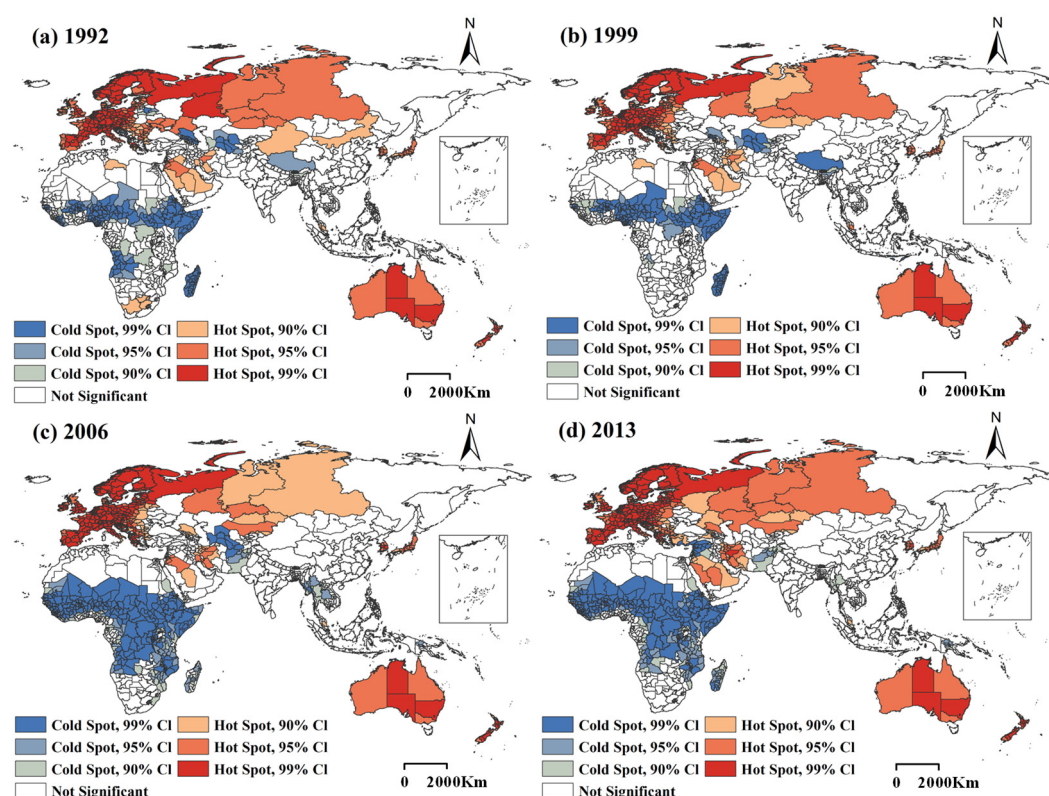 (a) 1992
N
Cold Spot, 99% Cl
Hot Spot, 90% Cl
Cold Spot, 95% Cl
Hot Spot, 95% Cl
Cold Spot, 90% Cl
Hot Spot, 99% Cl
Not Significant
0 2000Km
(b) 1999
N
Cold Spot, 99% Cl
Hot Spot, 90% Cl
Cold Spot, 95% Cl
Hot Spot, 95% Cl
Cold Spot, 90% Cl
Hot Spot, 99% Cl
Not Significant
0 2000Km
(c) 2006
N
Cold Spot, 99% Cl
Hot Spot, 90% Cl
Cold Spot, 95% Cl
Hot Spot, 95% Cl
Cold Spot, 90% Cl
Hot Spot, 99% Cl
Not Significant
0 2000Km
(d) 2013
N
Cold Spot, 99% Cl
Hot Spot, 90% Cl
Cold Spot, 95% Cl
Hot Spot, 95% Cl
Cold Spot, 90% Cl
Hot Spot, 99% Cl
Not Significant
0 2000Km